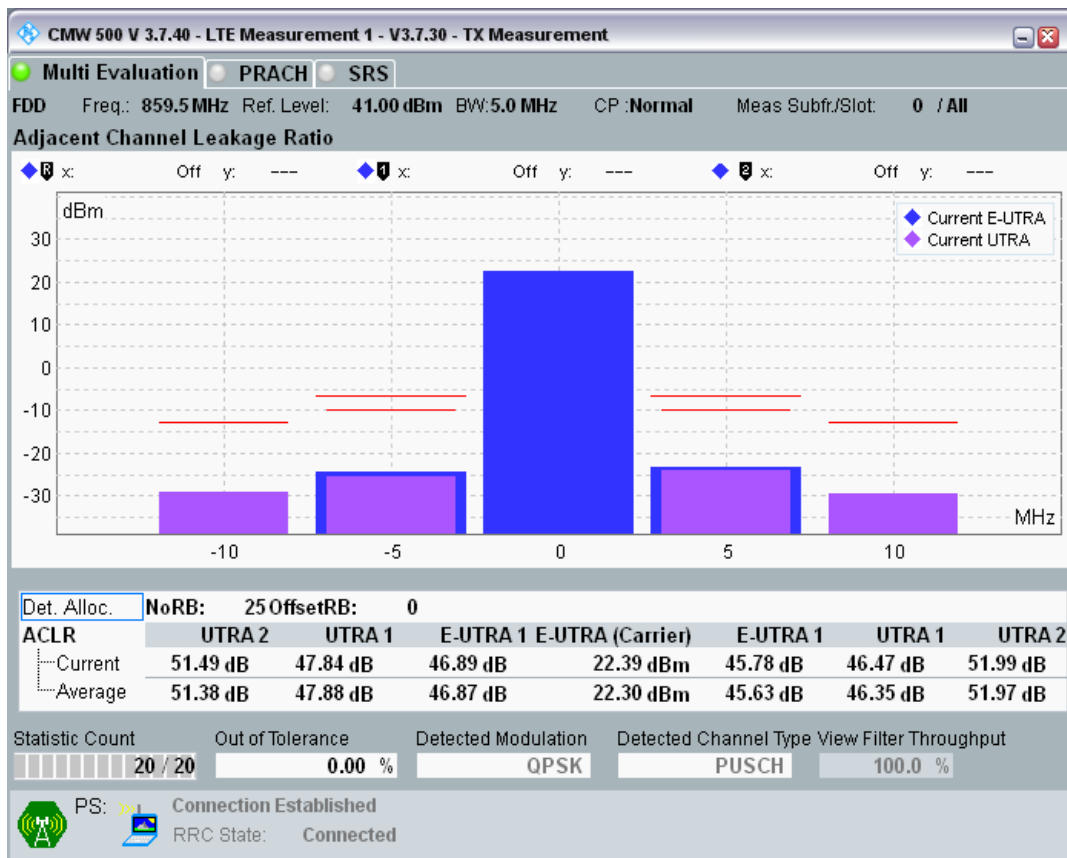 CMW 500 V 3.7.40 - LTE Measurement 1 - V3.7.30 - TX Measurement
Multi Evaluation PRACH SRS
FDD Freq.: 859.5 MHz Ref. Level: 41.00 dBm BW:5.0 MHz CP :Normal Meas Subfr./Slot: 0 / All
Adjacent Channel Leakage Ratio
R x: Off y: --- 1 x: Off y: --- 2 x: Off y: ---
dBm
Current E-UTRA
Current UTRA
30
20
10
0
-10
-20
-30
MHz
-10 -5 0 5 10
Det. Alloc. NoRB: 25 OffsetRB: 0
ACLR UTRA 2 UTRA 1 E-UTRA 1 E-UTRA (Carrier) E-UTRA 1 UTRA 1 UTRA 2
Current 51.49 dB 47.84 dB 46.89 dB 22.39 dBm 45.78 dB 46.47 dB 51.99 dB
Average 51.38 dB 47.88 dB 46.87 dB 22.30 dBm 45.63 dB 46.35 dB 51.97 dB
Statistic Count Out of Tolerance Detected Modulation Detected Channel Type View Filter Throughput
20 / 20 0.00 % QPSK PUSCH 100.0 %
PS: Connection Established
RRC State: Connected